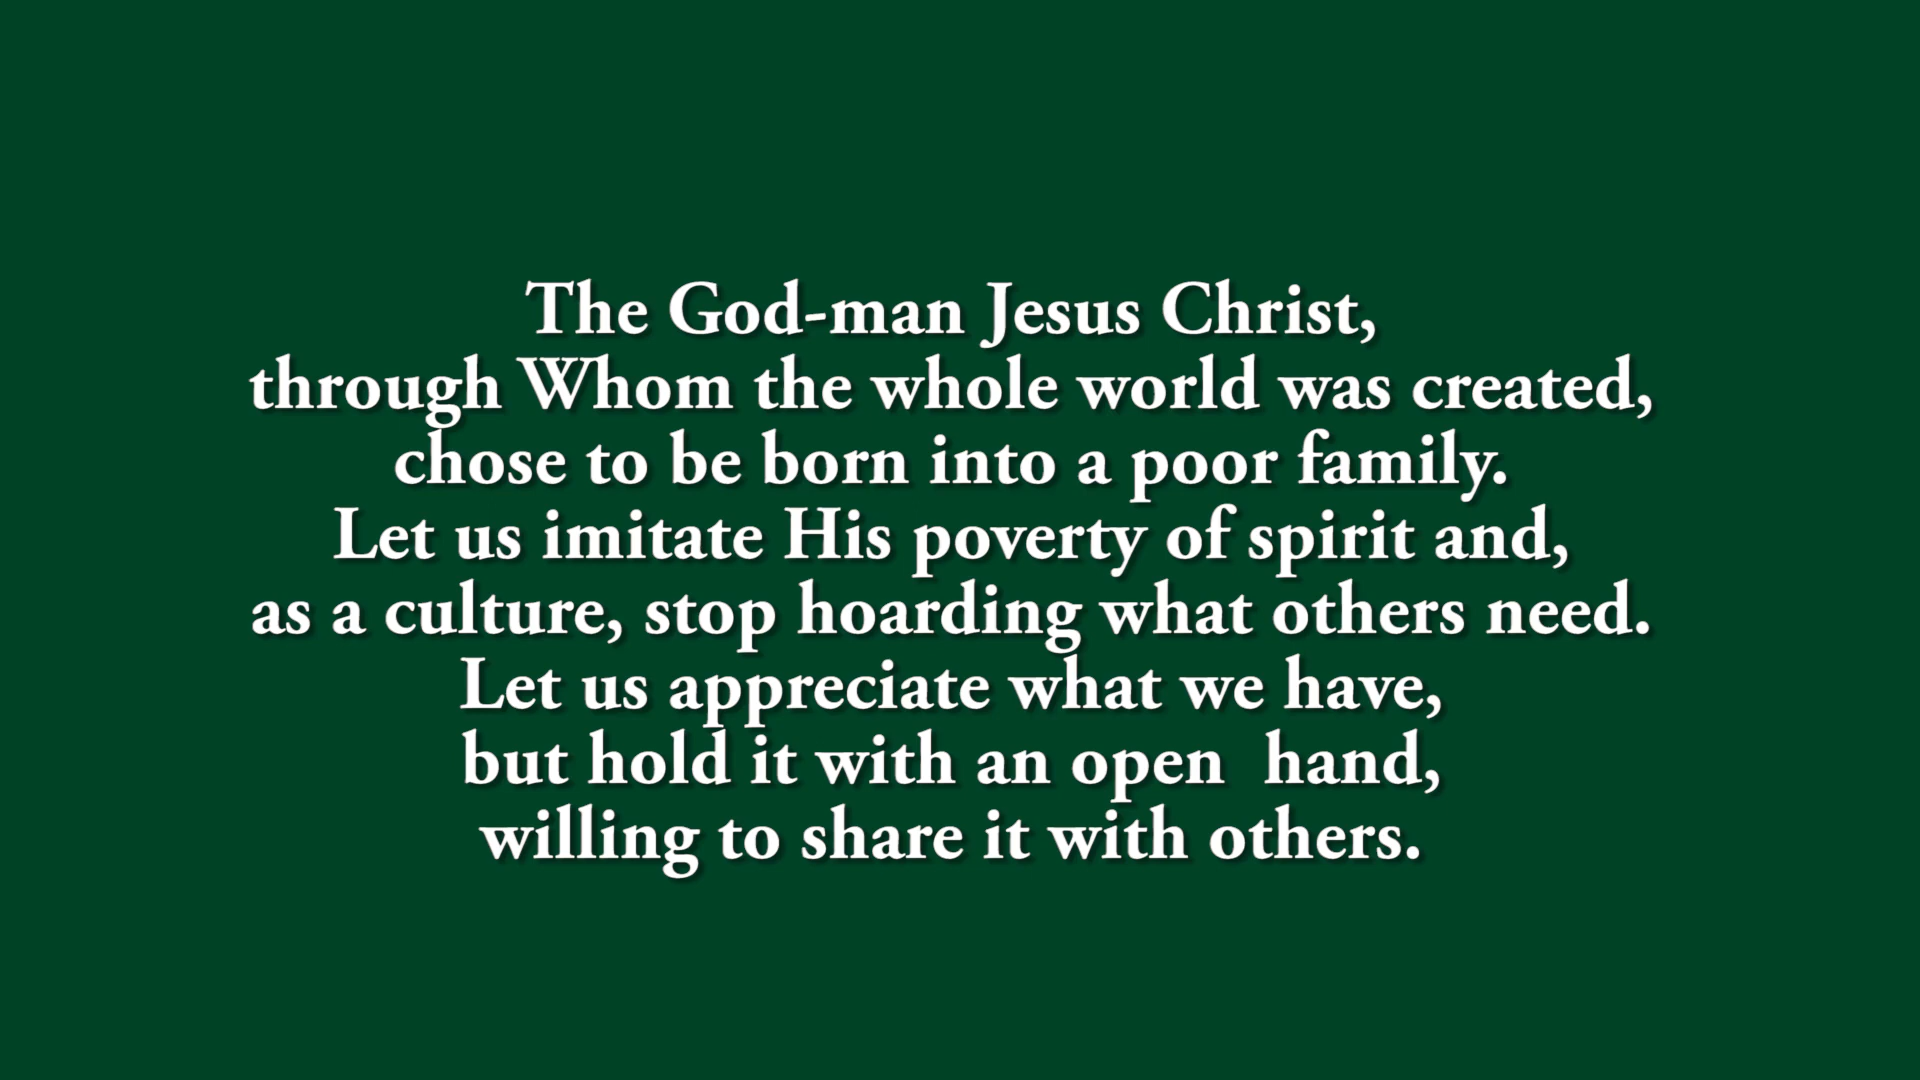 The God-man Jesus Christ,
through Whom the whole world was created,
chose to be born into a poor family.
Let us imitate His poverty of spirit and,
as a culture, stop hoarding what others need.
Let us appreciate what we have,
but hold it with an open  hand,
willing to share it with others.